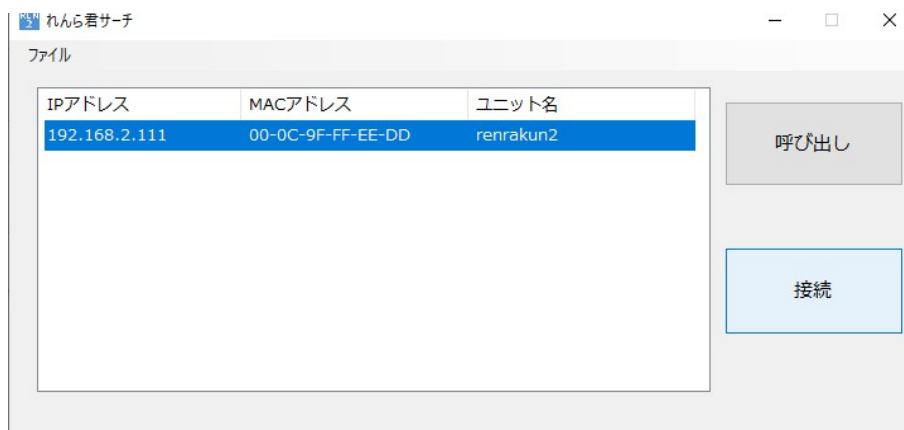 REN
2
れんら君サーチ
ファイル
IPアドレス MACアドレス ユニット名
192.168.2.111 00-0C-9F-FF-EE-DD renrakun2
呼び出し
接続